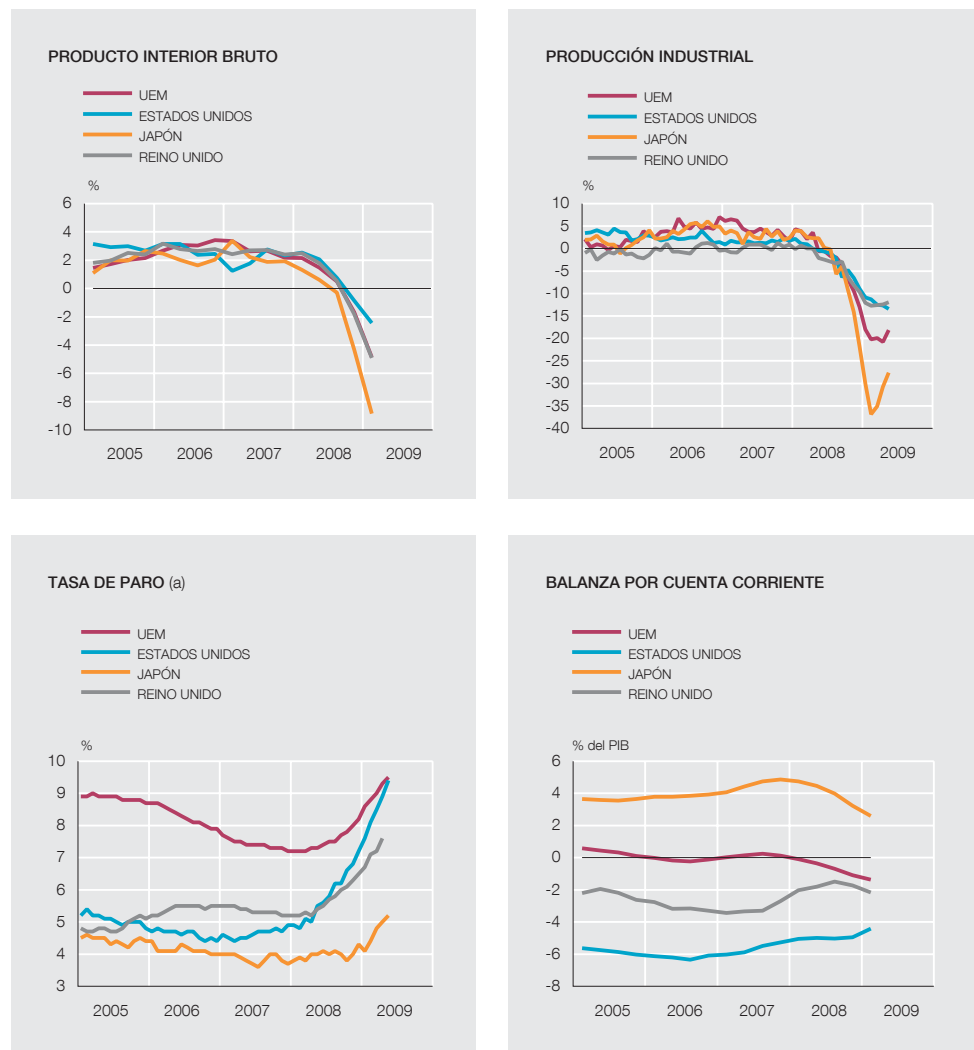 PRODUCTO INTERIOR BRUTO
UEM
ESTADOS UNIDOS
JAPÓN
REINO UNIDO
%
6
4
2
0
-2
-4
-6
-8
-10
2005 2006 2007 2008 2009
PRODUCCIÓN INDUSTRIAL
UEM
ESTADOS UNIDOS
JAPÓN
REINO UNIDO
%
10
5
0
-5
-10
-15
-20
-25
-30
-35
-40
2005 2006 2007 2008 2009
TASA DE PARO (a)
UEM
ESTADOS UNIDOS
JAPÓN
REINO UNIDO
%
10
9
8
7
6
5
4
3
2005 2006 2007 2008 2009
BALANZA POR CUENTA CORRIENTE
UEM
ESTADOS UNIDOS
JAPÓN
REINO UNIDO
% del PIB
6
4
2
0
-2
-4
-6
-8
2005 2006 2007 2008 2009